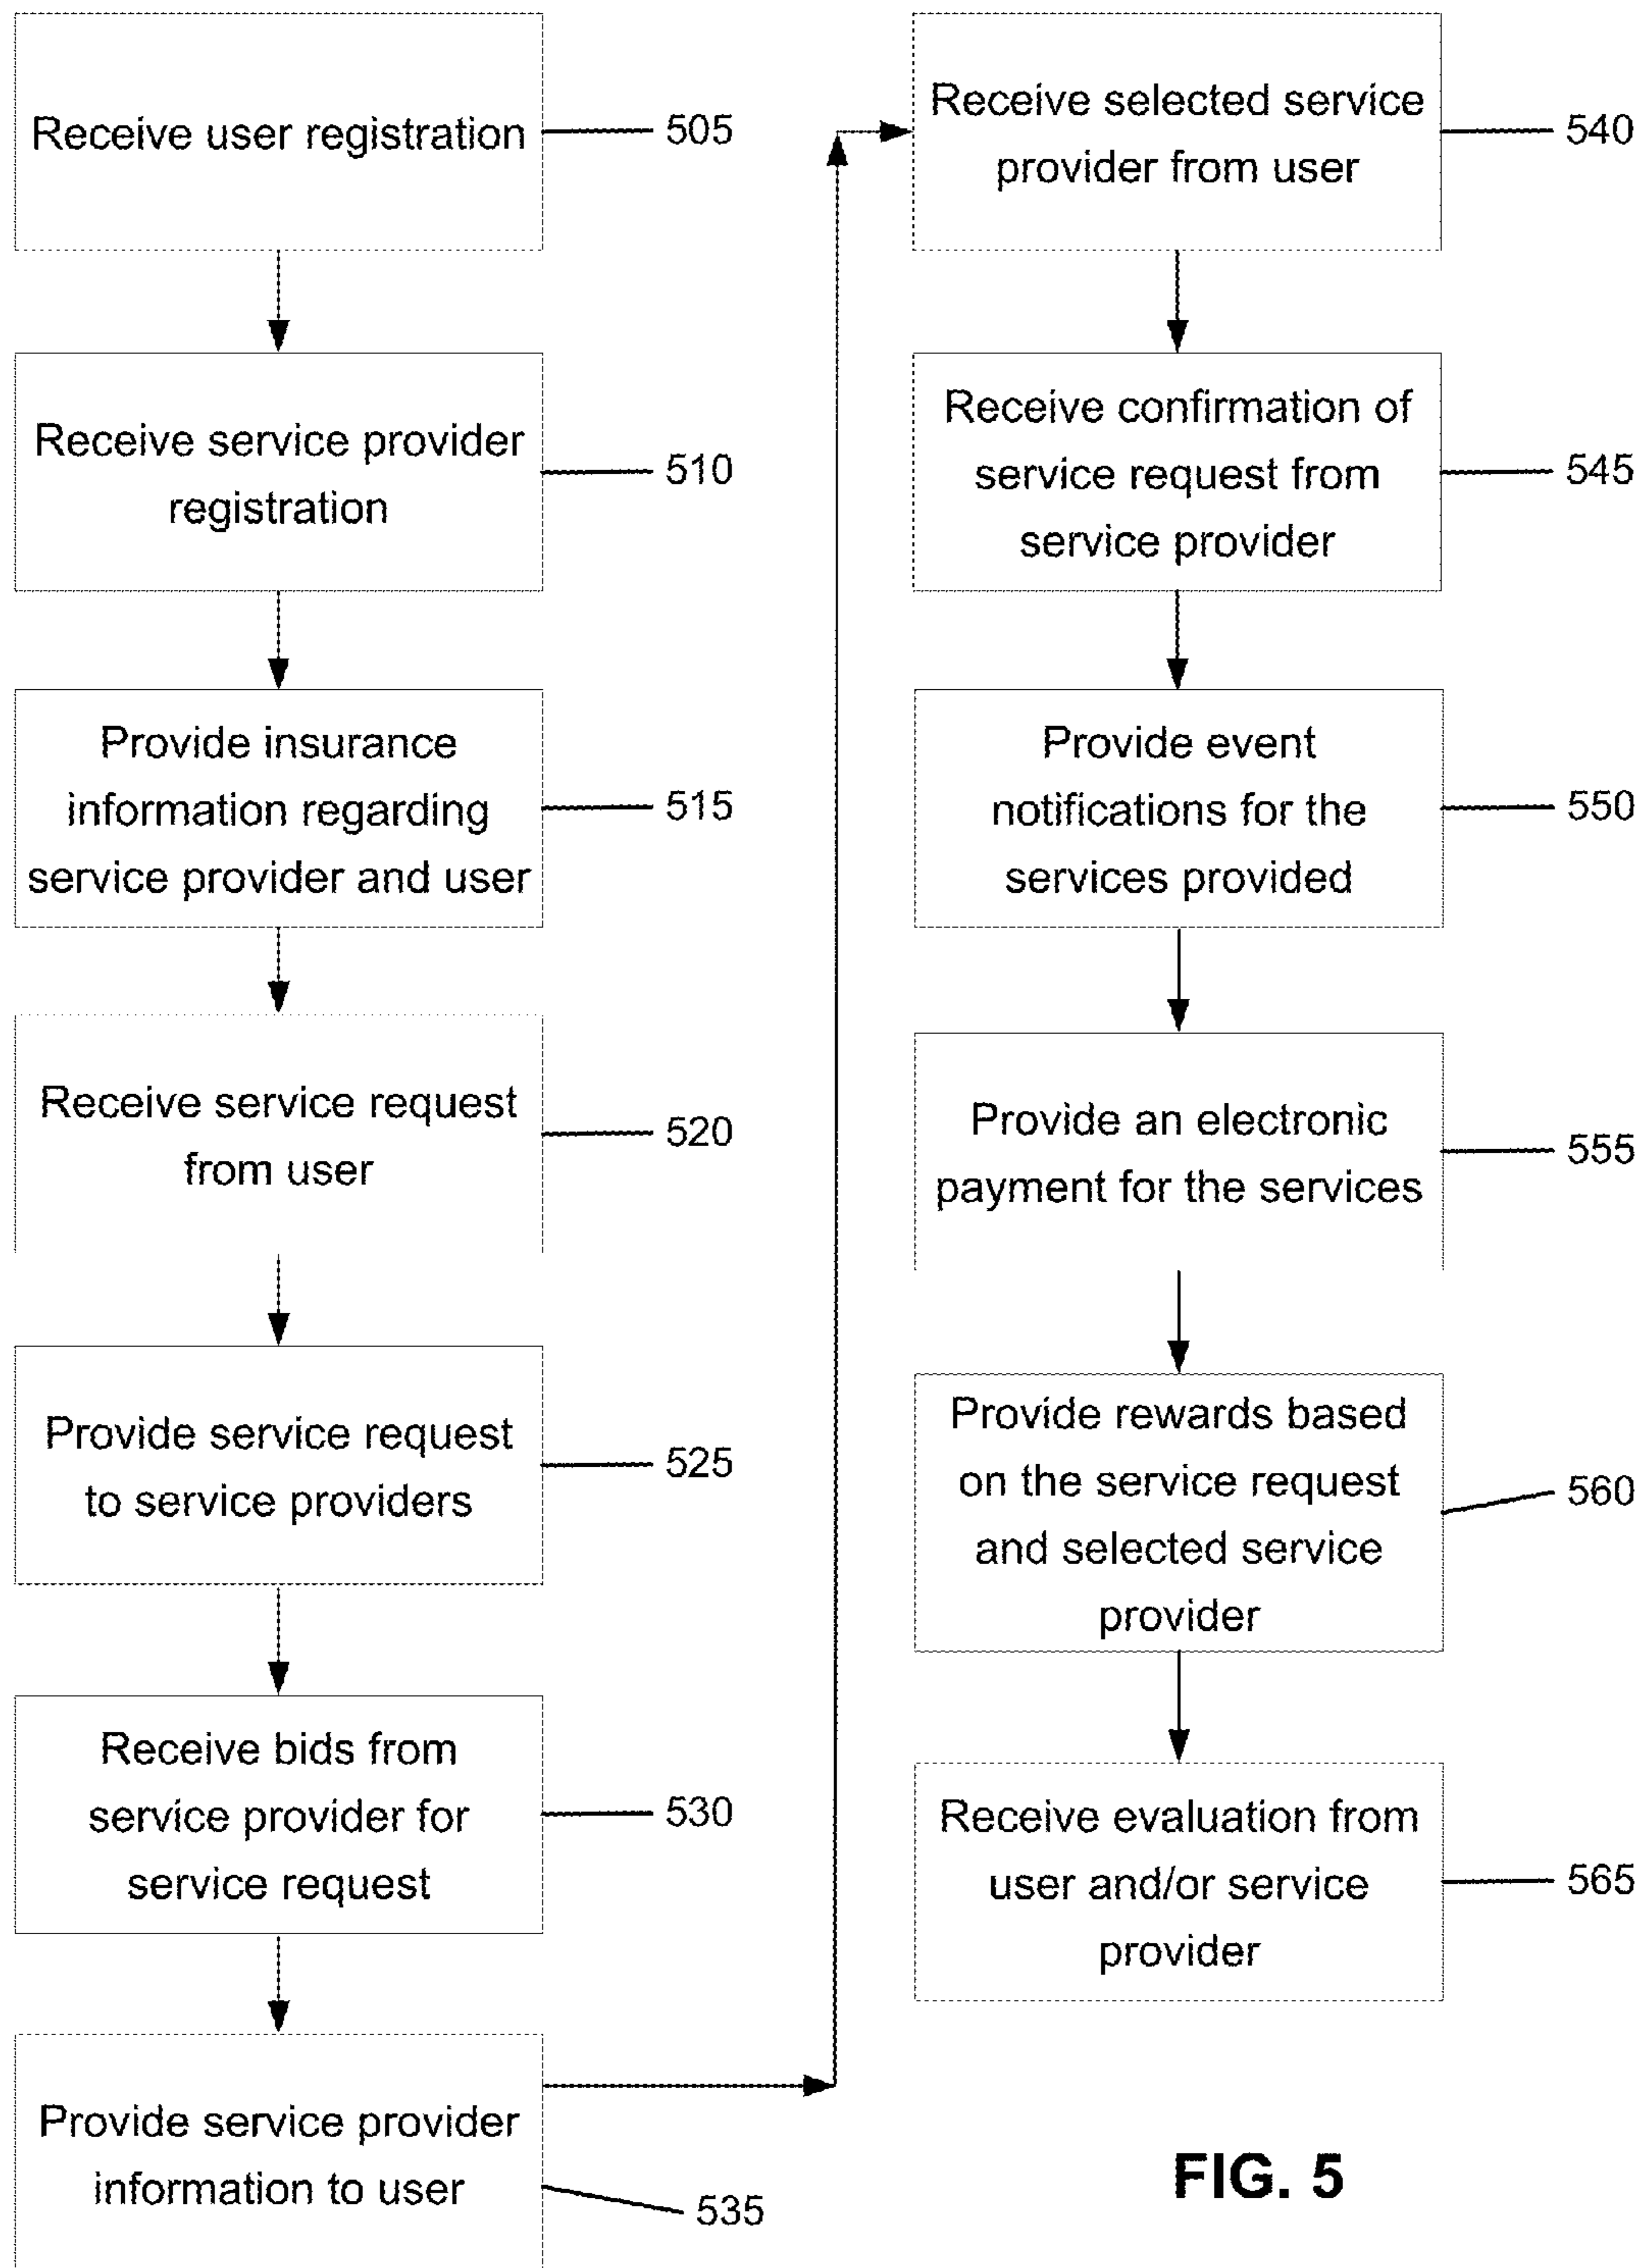 Receive user registration
505
Receive service provider
registration
510
Provide insurance
information regarding
service provider and user
515
Receive service request
from user
520
Provide service request
to service providers
525
Receive bids from
service provider for
service request
530
Provide service provider
information to user
535
Receive selected service
provider from user
540
Receive confirmation of
service request from
service provider
545
Provide event
notifications for the
services provided
550
Provide an electronic
payment for the services
555
Provide rewards based
on the service request
and selected service
provider
560
Receive evaluation from
user and/or service
provider
565
FIG. 5